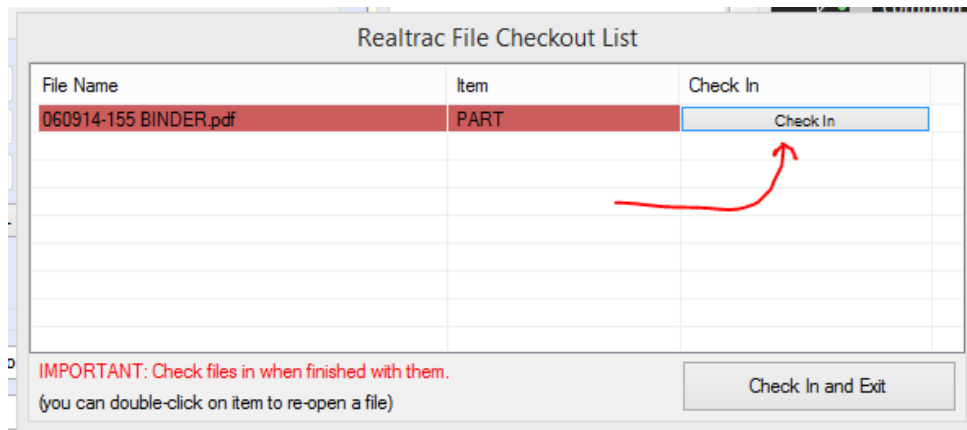 Realtrac File Checkout List
File Name Item Check In
060914-155 BINDER.pdf PART Check In
IMPORTANT: Check files in when finished with them.
(you can double-click on item to re-open a file)
Check In and Exit